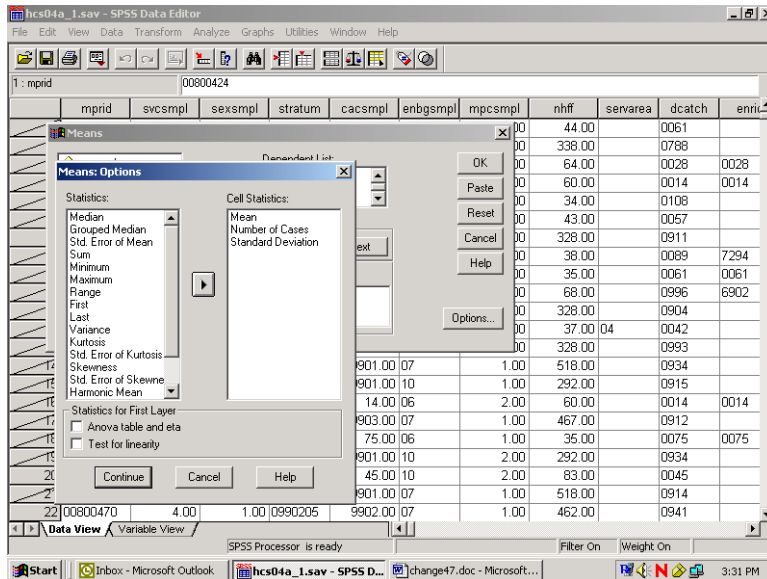 hcs04a_1.sav - SPSS Data Editor
File Edit View Data Transform Analyze Graphs Utilities Window Help
1 : mprid 00800424
mprid svcsmpl sexsmpl stratum cacsmpl enbgsmpl mpcsmpl nhff servarea dcatch
Means
OK
Paste
Reset
Cancel
Help
Options...
Means: Options
Statistics:
Median
Grouped Median
Std. Error of Mean
Sum
Minimum
Maximum
Range
First
Last
Variance
Kurtosis
Std. Error of Kurtosis
Skewness
Std. Error of Skewne
Harmonic Mean
Cell Statistics:
Mean
Number of Cases
Standard Deviation
Statistics for First Layer
Anova table and eta
Test for linearity
Continue Cancel Help
44.00 0061
338.00 0788
64.00 0028 0028
60.00 0014 0014
34.00 0108
43.00 0057
328.00 0911
38.00 0089 7294
35.00 0061 0061
68.00 0996 6902
328.00 0904
37.00 04 0042
328.00 0993
9901.00 07 1.00 518.00 0934
9901.00 10 1.00 292.00 0915
14.00 06 2.00 60.00 0014 0014
9903.00 07 1.00 467.00 0912
75.00 06 1.00 35.00 0075 0075
9901.00 10 2.00 292.00 0934
45.00 10 2.00 83.00 0045
9901.00 07 1.00 518.00 0914
22 00800470 4.00 1.00 0990205 9902.00 07 1.00 462.00 0941
Data View Variable View
SPSS Processor is ready Filter On Weight On
Start Inbox - Microsoft Outlook hcs04a_1.sav - SPSS D... change47.doc - Microsoft... 3:31 PM